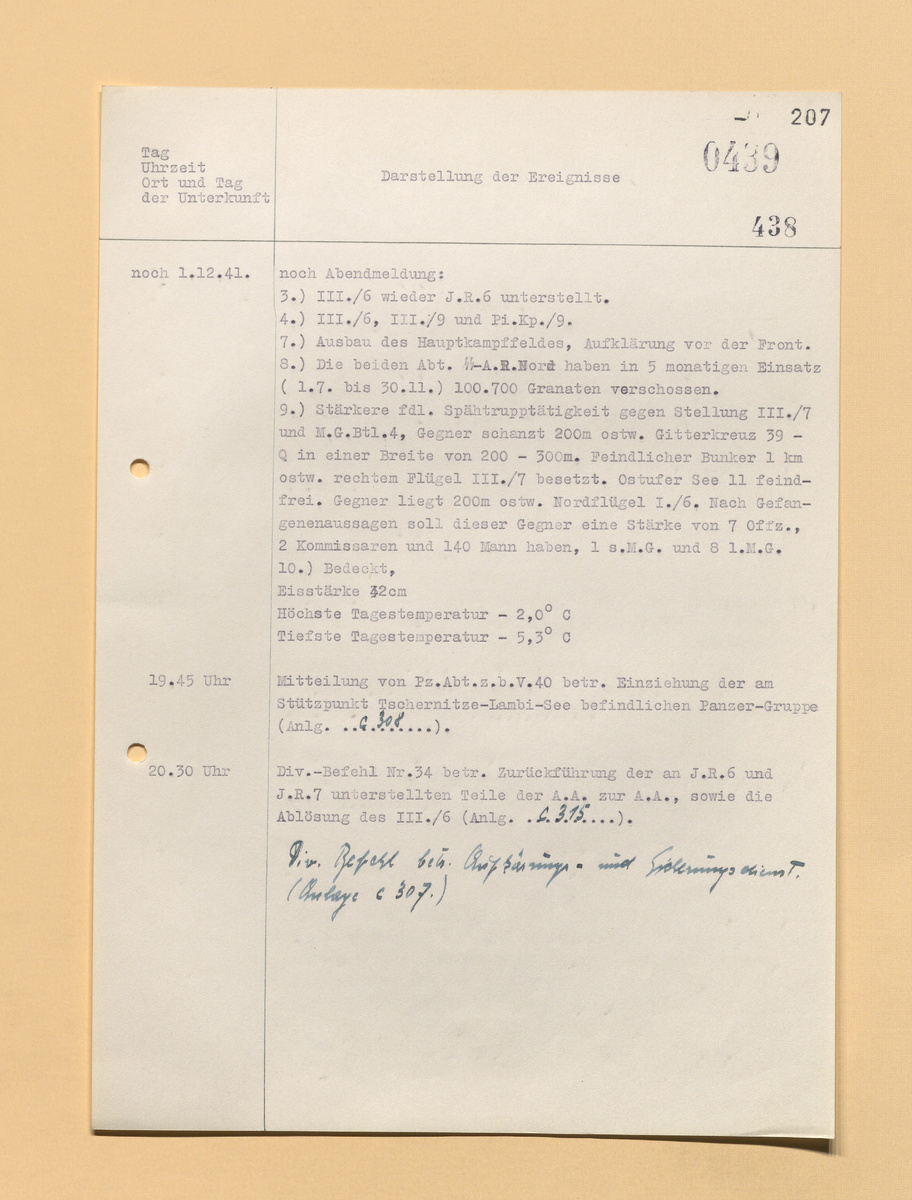 207
0439
438
Tag
Uhrzeit
Ort und Tag
der Unterkunft
Darstellung der Ereignisse
noch 1.12.41.
noch Abendmeldung:
3.) III./6 wieder J.R.6 unterstellt.
4.) III./6, III./9 und Pi.Kp./9.
7.) Ausbau des Hauptkampffeldes, Aufklärung vor der Front.
8.) Die beiden Abt. SS-A.R.Nord haben in 5 monatigen Einsatz
( 1.7. bis 30.11.) 100.700 Granaten verschossen.
9.) Stärkere fdl. Spähtrupptätigkeit gegen Stellung III./7
und M.G.Btl.4, Gegner schanzt 200m ostw. Gitterkreuz 39 -
Q in einer Breite von 200 - 300m. Feindlicher Bunker 1 km
ostw. rechtem Flügel III./7 besetzt. Ostufer See 11 feind-
frei. Gegner liegt 200m ostw. Nordflügel I./6. Nach Gefan-
genenaussagen soll dieser Gegner eine Stärke von 7 Offz.,
2 Kommissaren und 140 Mann haben, 1 s.M.G. und 8 l.M.G.
10.) Bedeckt,
Eisstärke 2cm
Höchste Tagestemperatur - 2,0° C
Tiefste Tagestemperatur - 5,3° C
19.45 Uhr
Mitteilung von Pz.Abt.z.b.V.40 betr. Einziehung der am
Stützpunkt Tschernitze-Lambi-See befindlichen Panzer-Gruppe
(Anlg. ..C.308.....).
20.30 Uhr
Div.-Befehl Nr.34 betr. Zurückführung der an J.R.6 und
J.R.7 unterstellten Teile der A.A. zur A.A., sowie die
Ablösung des III./6 (Anlg. ..C.315....).
Div. Befehl betr. Aufklärungs- und Sicherungsdienst.
(Anlage C 307.)